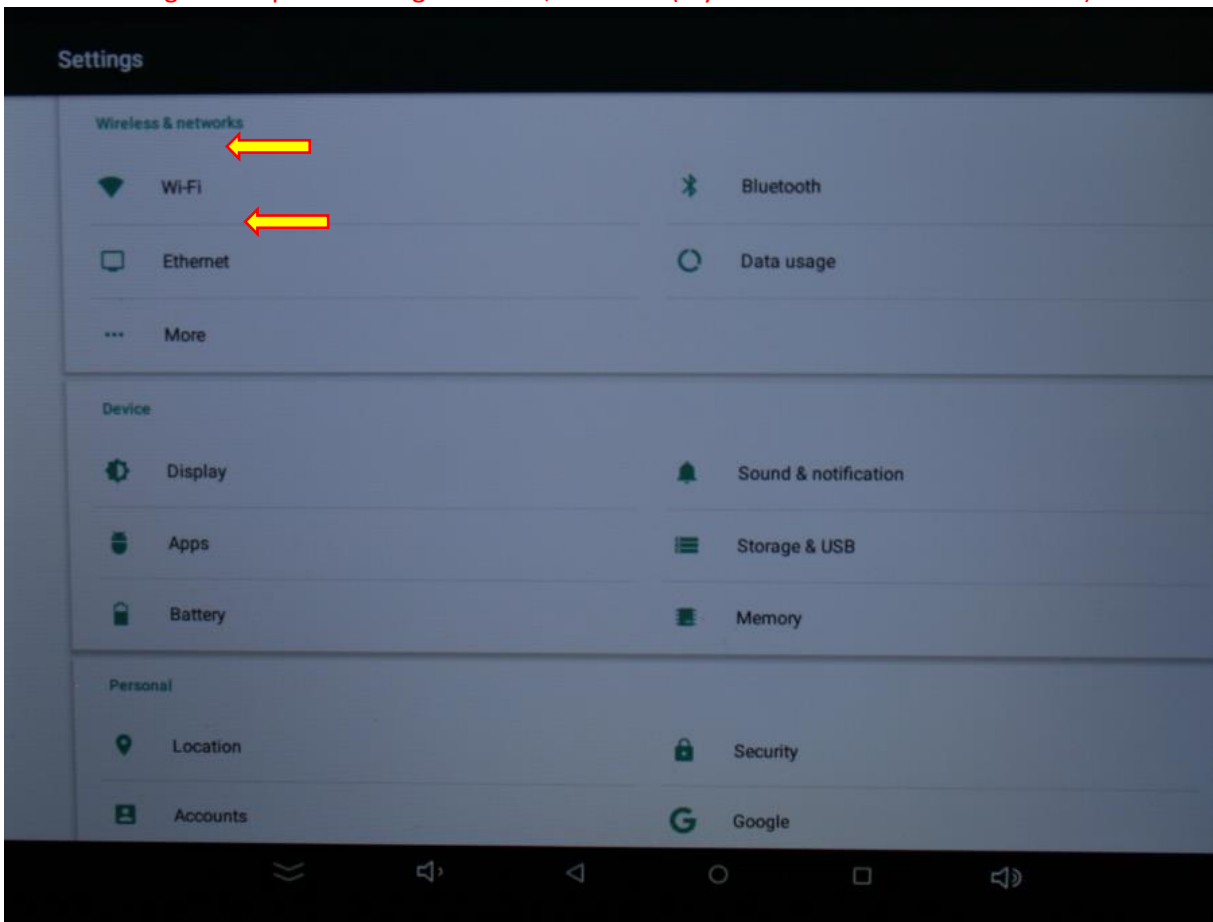 Settings
Wireless & networks
Wi-Fi
Bluetooth
Ethernet
Data usage
More
Device
Display
Sound & notification
Apps
Storage & USB
Battery
Memory
Personal
Location
Security
Accounts
Google